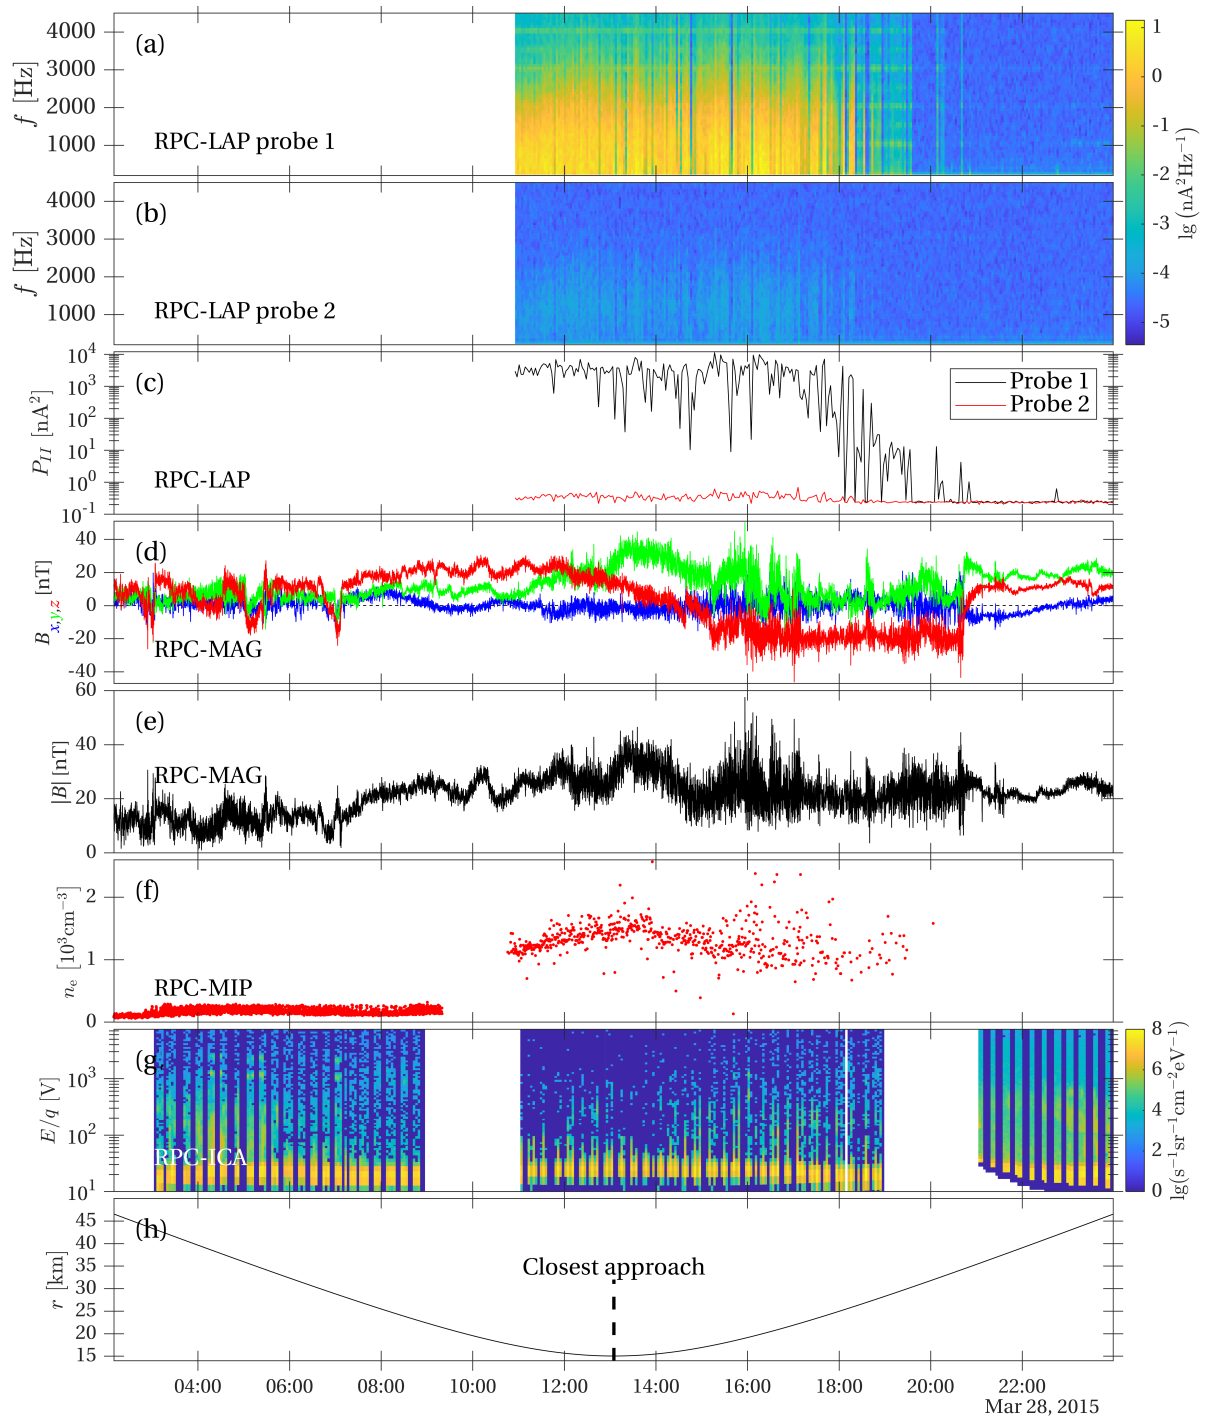 (a)
f [Hz]
4000
3000
2000
1000
RPC-LAP probe 1
(b)
f [Hz]
4000
3000
2000
1000
RPC-LAP probe 2
1
0
-1
-2
-3
-4
-5
lg (nA²Hz⁻¹)
(c)
P_II [nA²]
10⁴
10³
10²
10¹
10⁰
10⁻¹
RPC-LAP
Probe 1
Probe 2
(d)
B_x,y,z [nT]
40
20
0
-20
-40
RPC-MAG
(e)
|B| [nT]
60
40
20
0
RPC-MAG
(f)
nₑ [10³cm⁻³]
2
1
0
RPC-MIP
(g)
E/q [V]
10³
10²
10¹
RPC-ICA
8
6
4
2
0
lg(s⁻¹sr⁻¹cm⁻²eV⁻¹)
(h)
r [km]
45
40
35
30
25
20
15
Closest approach
04:00 06:00 08:00 10:00 12:00 14:00 16:00 18:00 20:00 22:00
Mar 28, 2015